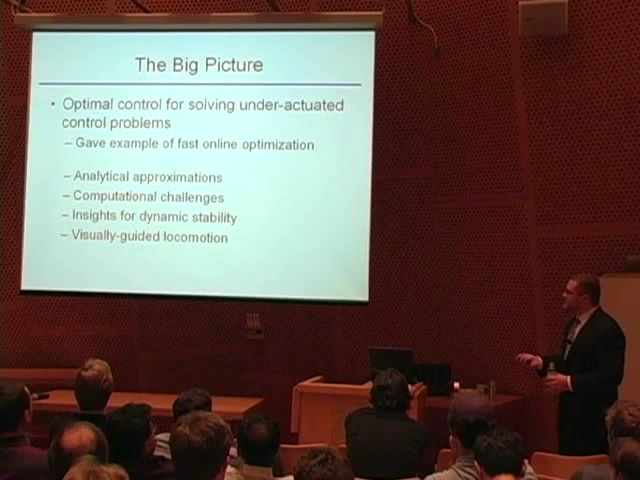 The Big Picture
• Optimal control for solving under-actuated
control problems
– Gave example of fast online optimization
– Analytical approximations
– Computational challenges
– Insights for dynamic stability
– Visually-guided locomotion